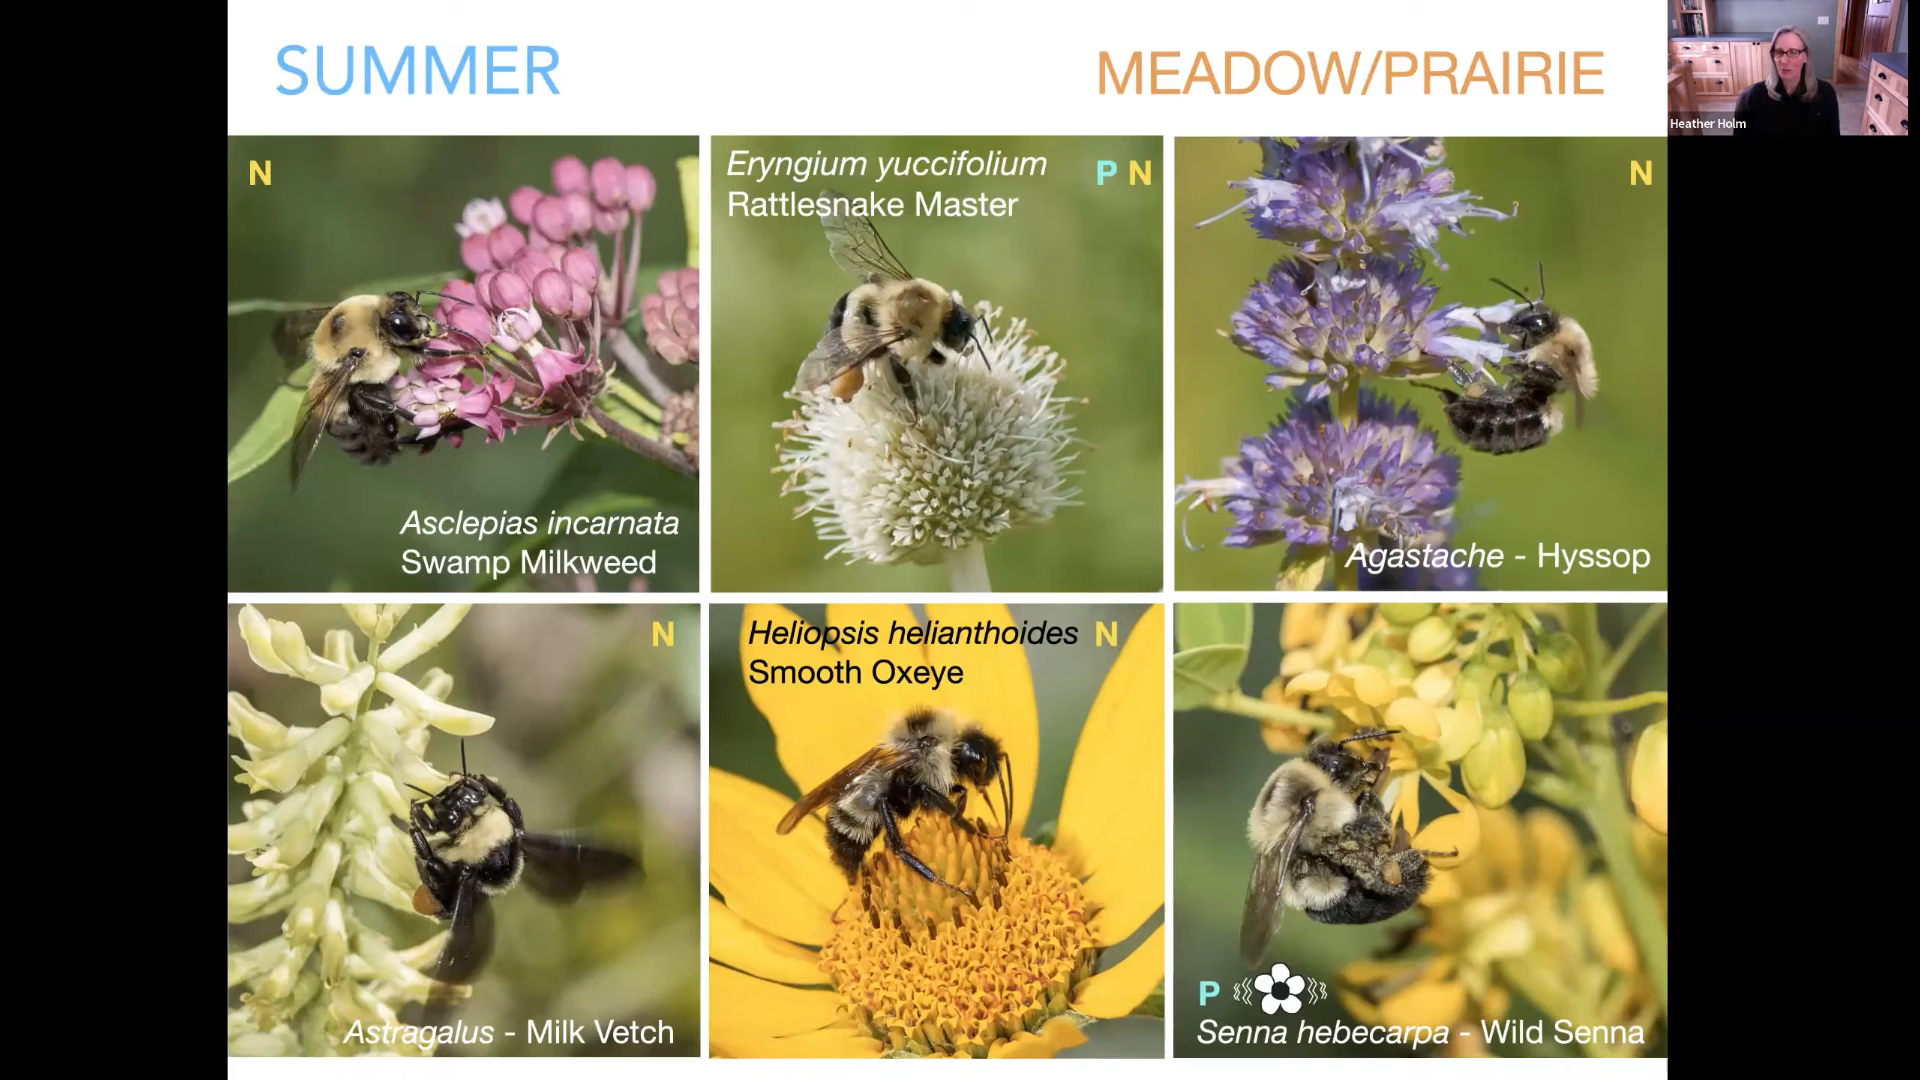 SUMMER
MEADOW/PRAIRIE
Heather Holm
N
Asclepias incarnata
Swamp Milkweed
Eryngium yuccifolium
Rattlesnake Master
P N
N
Agastache - Hyssop
N
Astragalus - Milk Vetch
Heliopsis helianthoides N
Smooth Oxeye
P
Senna hebecarpa - Wild Senna